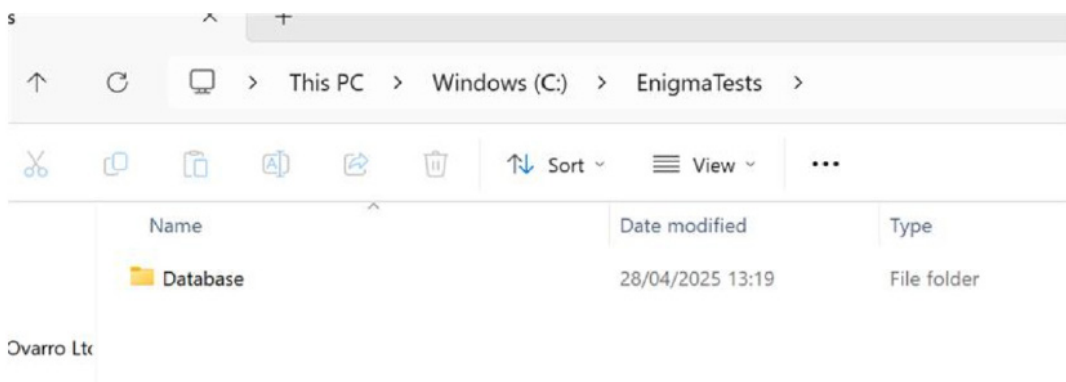 s
This PC > Windows (C:) > EnigmaTests >
Sort View ...
Name Date modified Type
Database 28/04/2025 13:19 File folder
Ovarro Ltd